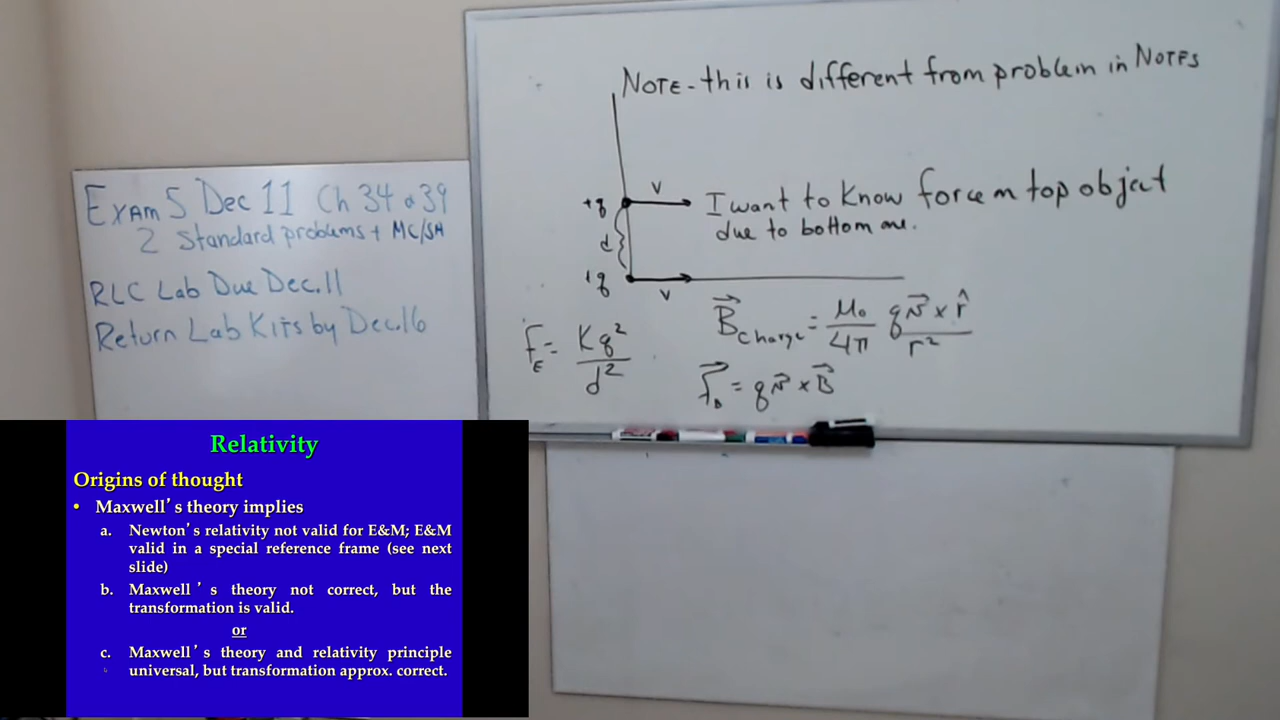 Exam 5 Dec 11 Ch 34 & 39
2 Standard problems + MC/SA
RLC Lab Due Dec. 11
Return Lab Kits by Dec. 16
NOTE - this is different from problem in NOTES
+q
v
I want to know force on top object
due to bottom one.
d
+q
v
F_E = Kq²/d²
B⃗_charge = μ₀/4π qv⃗ × r̂/r²
F⃗_B = qv⃗ × B⃗
Relativity
Origins of thought
• Maxwell's theory implies
a. Newton's relativity not valid for E&M; E&M
valid in a special reference frame (see next
slide)
b. Maxwell's theory not correct, but the
transformation is valid.
or
c. Maxwell's theory and relativity principle
universal, but transformation approx. correct.